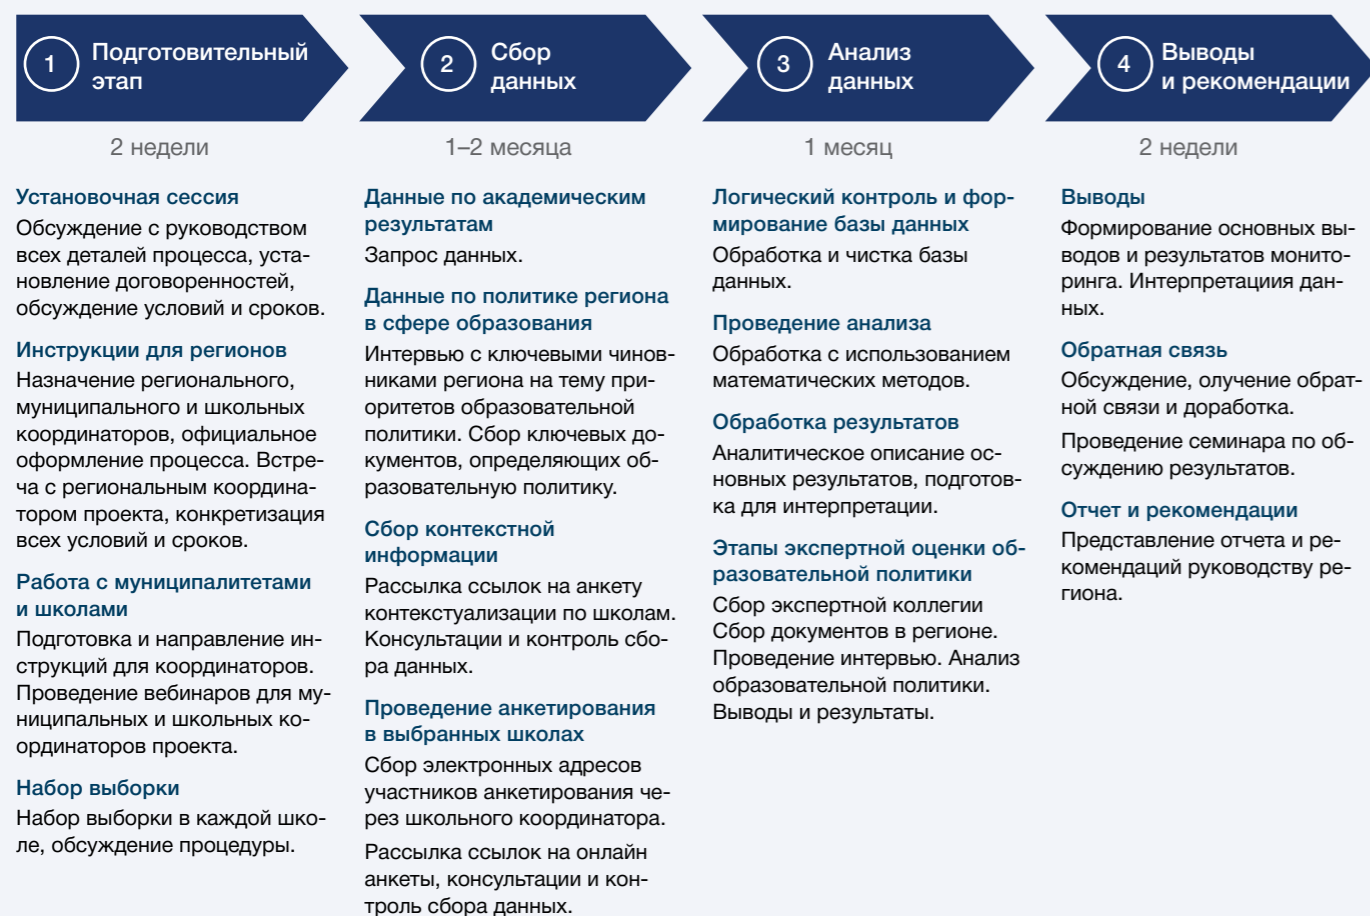 1
Подготовительный
этап
2 недели
Установочная сессия
Обсуждение с руководством
всех деталей процесса, уста-
новление договоренностей,
обсуждение условий и сроков.
Инструкции для регионов
Назначение регионального,
муниципального и школьных
координаторов, официальное
оформление процесса. Встре-
ча с региональным координа-
тором проекта, конкретизация
всех условий и сроков.
Работа с муниципалитетами
и школами
Подготовка и направление ин-
струкций для координаторов.
Проведение вебинаров для му-
ниципальных и школьных ко-
ординаторов проекта.
Набор выборки
Набор выборки в каждой шко-
ле, обсуждение процедуры.
2
Сбор
данных
1–2 месяца
Данные по академическим
результатам
Запрос данных.
Данные по политике региона
в сфере образования
Интервью с ключевыми чинов-
никами региона на тему при-
оритетов образовательной
политики. Сбор ключевых до-
кументов, определяющих об-
разовательную политику.
Сбор контекстной
информации
Рассылка ссылок на анкету
контекстуализации по школам.
Консультации и контроль сбо-
ра данных.
Проведение анкетирования
в выбранных школах
Сбор электронных адресов
участников анкетирования че-
рез школьного координатора.
Рассылка ссылок на онлайн
анкеты, консультации и кон-
троль сбора данных.
3
Анализ
данных
1 месяц
Логический контроль и фор-
мирование базы данных
Обработка и чистка базы
данных.
Проведение анализа
Обработка с использованием
математических методов.
Обработка результатов
Аналитическое описание ос-
новных результатов, подготов-
ка для интерпретации.
Этапы экспертной оценки об-
разовательной политики
Сбор экспертной коллегии
Сбор документов в регионе.
Проведение интервью. Анализ
образовательной политики.
Выводы и результаты.
4
Выводы
и рекомендации
2 недели
Выводы
Формирование основных вы-
водов и результатов монито-
ринга. Интерпретациия дан-
ных.
Обратная связь
Обсуждение, олучение обрат-
ной связи и доработка.
Проведение семинара по об-
суждению результатов.
Отчет и рекомендации
Представление отчета и ре-
комендаций руководству ре-
гиона.